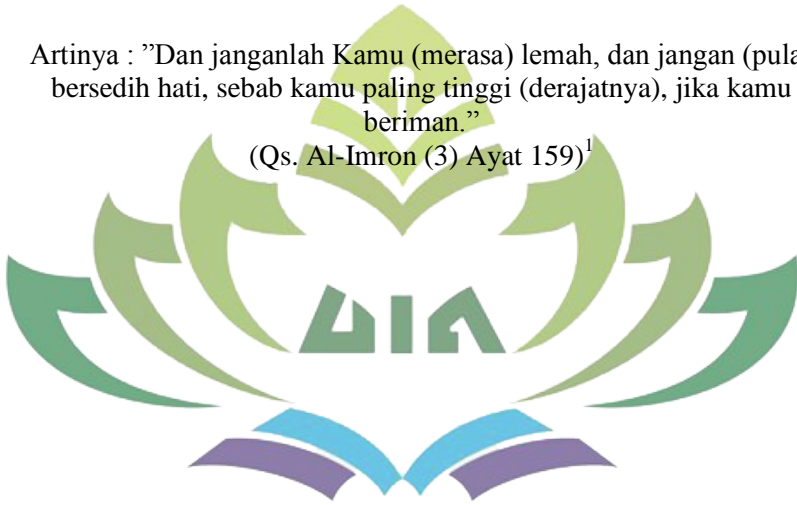 Artinya : ”Dan janganlah Kamu (merasa) lemah, dan jangan (pula
bersedih hati, sebab kamu paling tinggi (derajatnya), jika kamu
beriman.”
(Qs. Al-Imron (3) Ayat 159)1
UIN